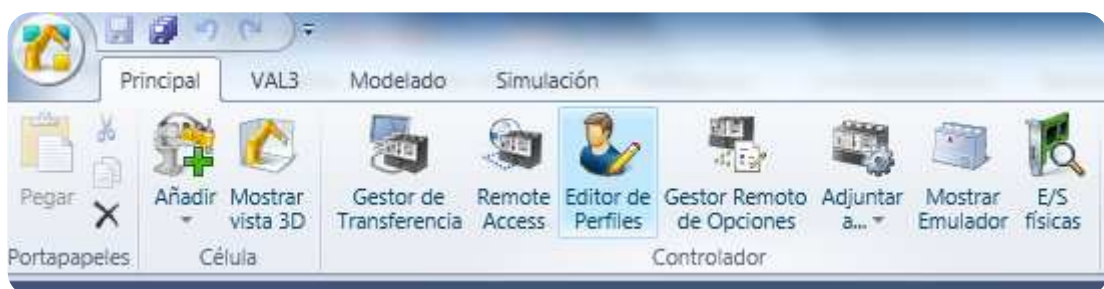 Principal VAL3 Modelado Simulación
Pegar
Añadir
Mostrar
vista 3D
Gestor de
Transferencia
Remote
Access
Editor de
Perfiles
Gestor Remoto
de Opciones
Adjuntar
a...
Mostrar
Emulador
E/S
físicas
Portapapeles Célula Controlador